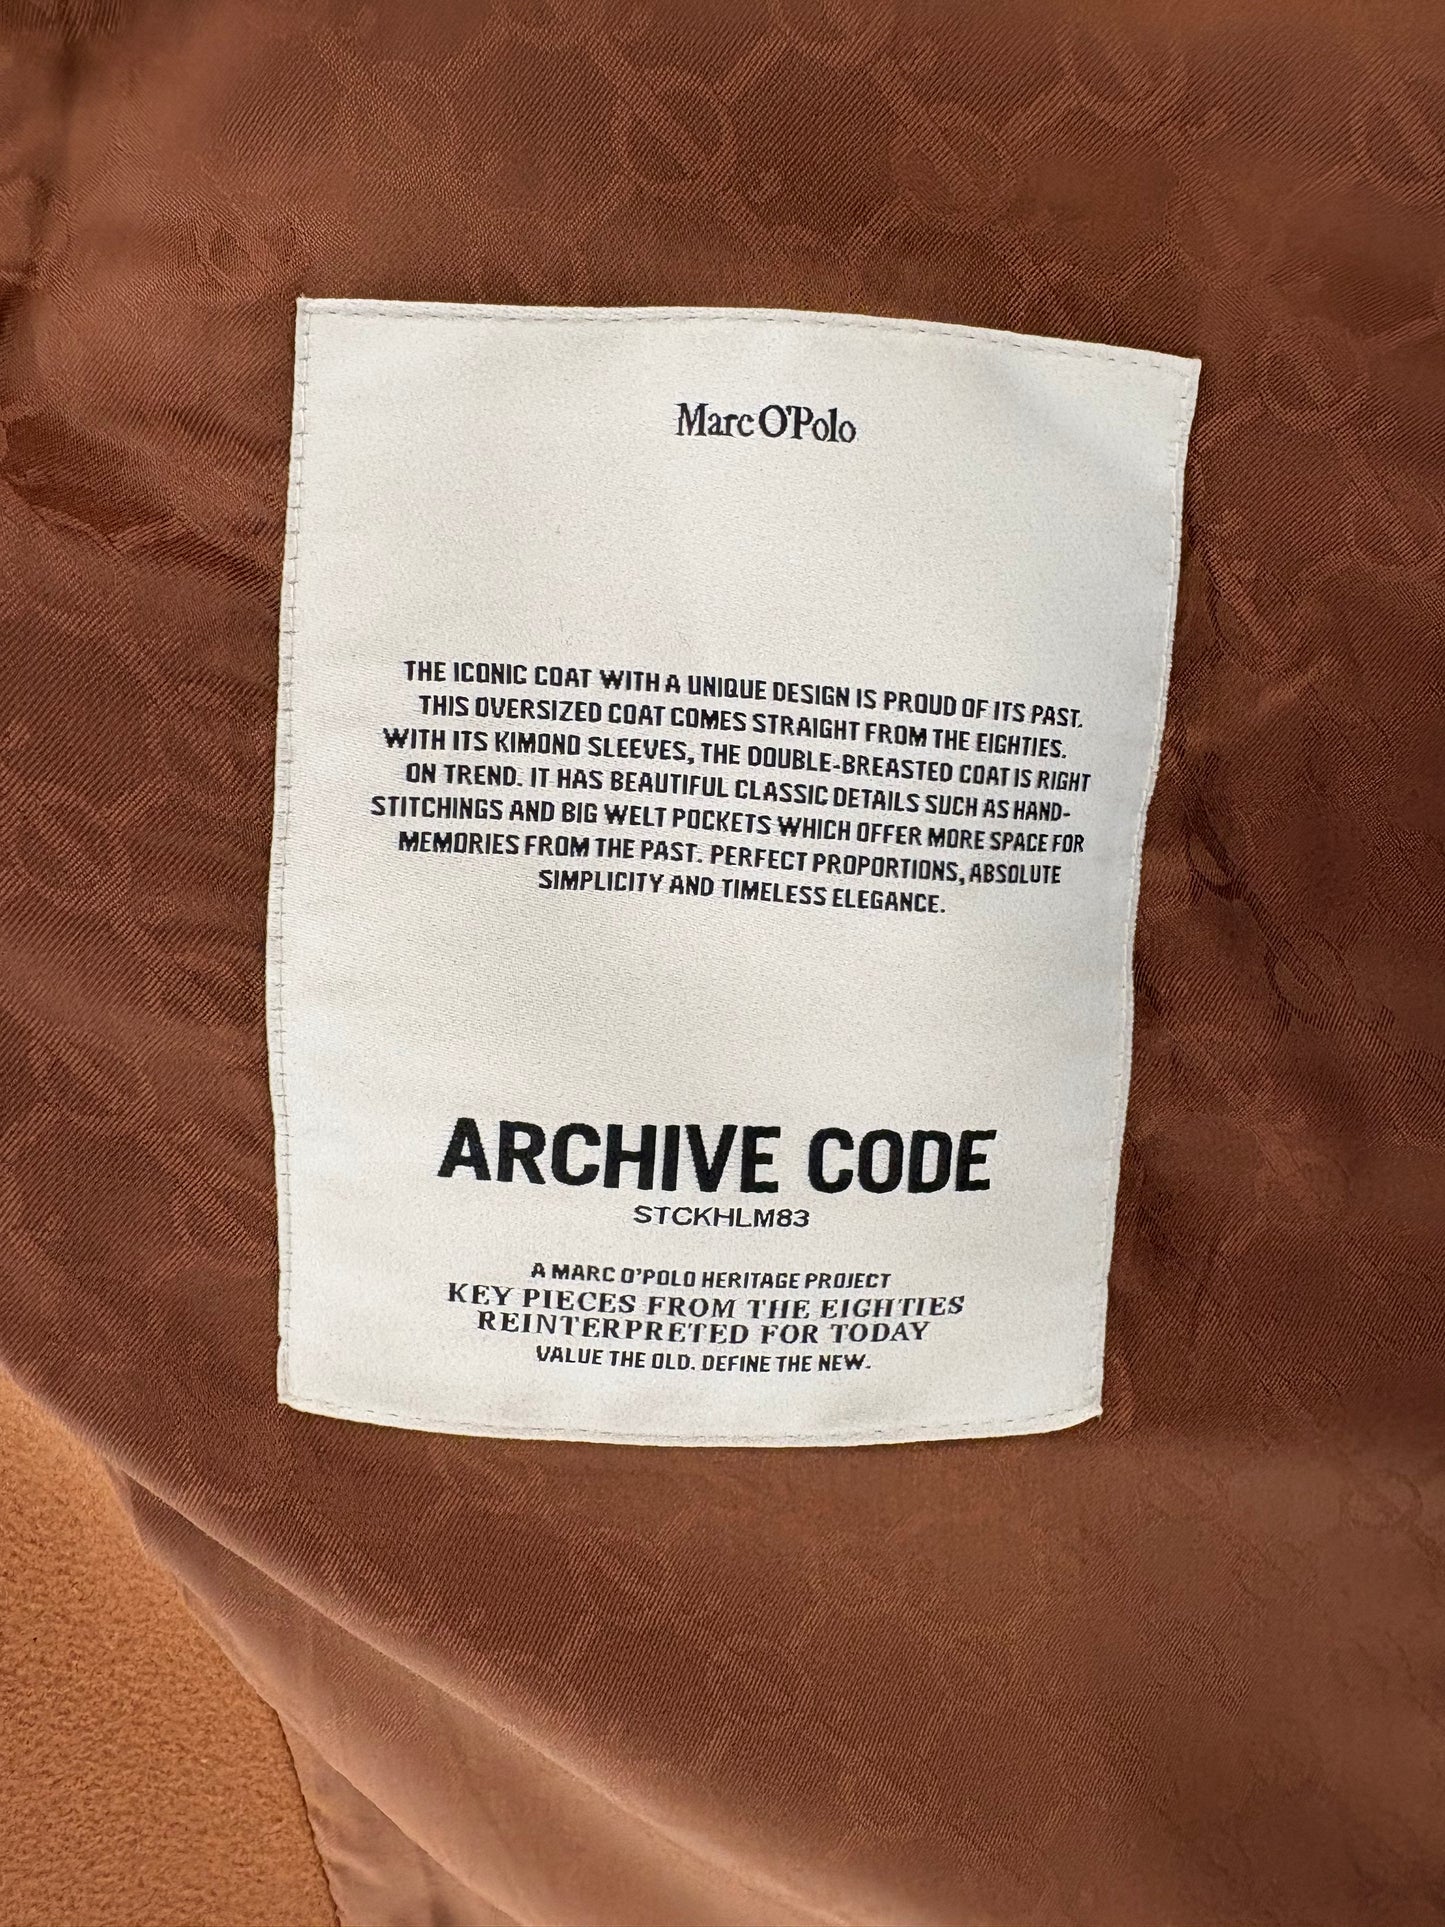 Marc O'Polo
THE ICONIC COAT WITH A UNIQUE DESIGN IS PROUD OF ITS PAST.
THIS OVERSIZED COAT COMES STRAIGHT FROM THE EIGHTIES.
WITH ITS KIMONO SLEEVES, THE DOUBLE-BREASTED COAT IS RIGHT
ON TREND. IT HAS BEAUTIFUL CLASSIC DETAILS SUCH AS HAND-
STITCHINGS AND BIG WELT POCKETS WHICH OFFER MORE SPACE FOR
MEMORIES FROM THE PAST. PERFECT PROPORTIONS, ABSOLUTE
SIMPLICITY AND TIMELESS ELEGANCE.
ARCHIVE CODE
STCKHLM83
A MARC O'POLO HERITAGE PROJECT
KEY PIECES FROM THE EIGHTIES
REINTERPRETED FOR TODAY
VALUE THE OLD. DEFINE THE NEW.